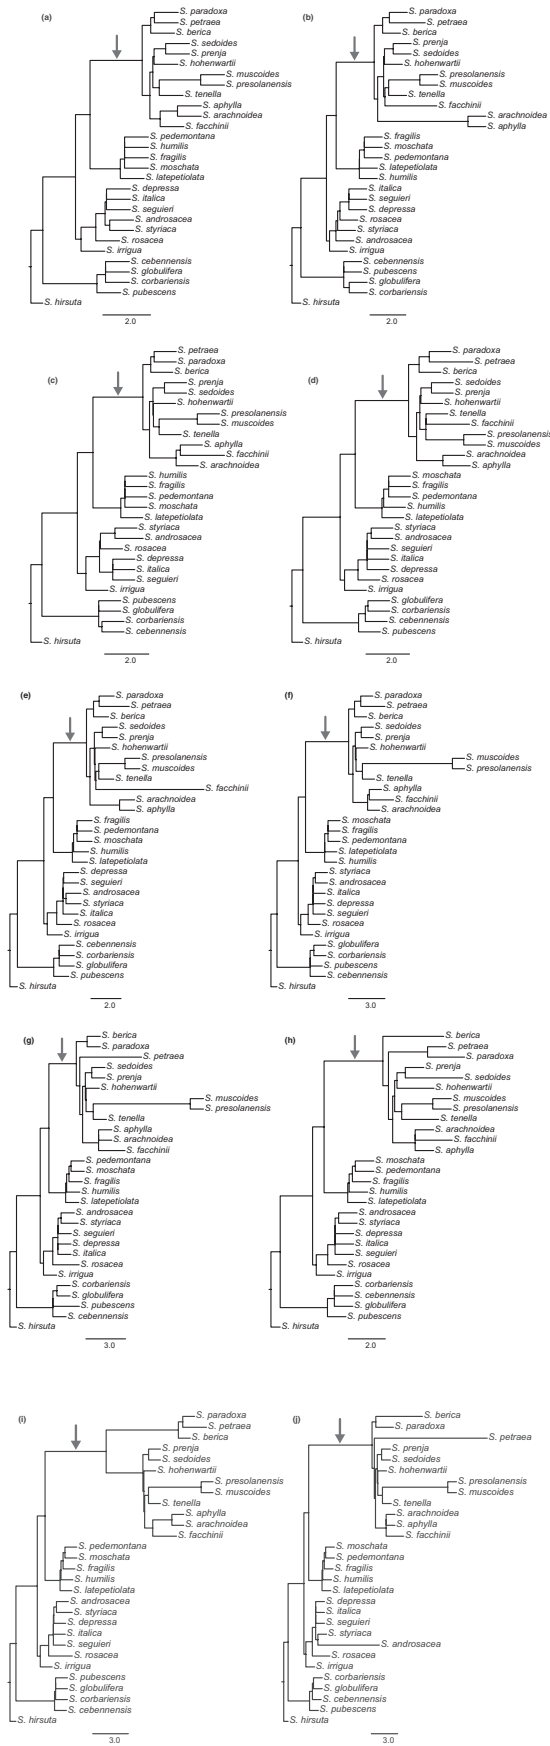 (a)
S. paradoxa
S. petraea
S. berica
S. sedoides
S. prenja
S. hohenwartii
S. muscoides
S. presolanensis
S. tenella
S. aphylla
S. arachnoidea
S. facchinii
S. pedemontana
S. humilis
S. fragilis
S. moschata
S. latepetiolata
S. depressa
S. italica
S. seguieri
S. androsacea
S. styriaca
S. rosacea
S. irrigua
S. cebennensis
S. globulifera
S. corbariensis
S. pubescens
S. hirsuta
2.0
(b)
S. paradoxa
S. petraea
S. berica
S. prenja
S. sedoides
S. hohenwartii
S. presolanensis
S. muscoides
S. tenella
S. facchinii
S. arachnoidea
S. aphylla
S. fragilis
S. moschata
S. pedemontana
S. latepetiolata
S. humilis
S. italica
S. seguieri
S. depressa
S. rosacea
S. styriaca
S. androsacea
S. irrigua
S. cebennensis
S. pubescens
S. globulifera
S. corbariensis
S. hirsuta
2.0
(c)
S. petraea
S. paradoxa
S. berica
S. prenja
S. sedoides
S. hohenwartii
S. presolanensis
S. muscoides
S. tenella
S. aphylla
S. facchinii
S. arachnoidea
S. humilis
S. fragilis
S. pedemontana
S. moschata
S. latepetiolata
S. styriaca
S. androsacea
S. rosacea
S. depressa
S. italica
S. seguieri
S. irrigua
S. pubescens
S. globulifera
S. corbariensis
S. cebennensis
S. hirsuta
2.0
(d)
S. paradoxa
S. petraea
S. berica
S. sedoides
S. prenja
S. hohenwartii
S. tenella
S. facchinii
S. presolanensis
S. muscoides
S. arachnoidea
S. aphylla
S. moschata
S. fragilis
S. pedemontana
S. humilis
S. latepetiolata
S. styriaca
S. androsacea
S. seguieri
S. italica
S. depressa
S. rosacea
S. irrigua
S. globulifera
S. corbariensis
S. cebennensis
S. pubescens
S. hirsuta
2.0
(e)
S. paradoxa
S. petraea
S. berica
S. sedoides
S. prenja
S. hohenwartii
S. presolanensis
S. muscoides
S. tenella
S. facchinii
S. arachnoidea
S. aphylla
S. fragilis
S. pedemontana
S. moschata
S. humilis
S. latepetiolata
S. depressa
S. seguieri
S. androsacea
S. styriaca
S. italica
S. rosacea
S. irrigua
S. cebennensis
S. corbariensis
S. globulifera
S. pubescens
S. hirsuta
2.0
(f)
S. paradoxa
S. petraea
S. berica
S. sedoides
S. prenja
S. hohenwartii
S. muscoides
S. presolanensis
S. tenella
S. aphylla
S. facchinii
S. arachnoidea
S. moschata
S. fragilis
S. pedemontana
S. latepetiolata
S. humilis
S. styriaca
S. androsacea
S. italica
S. depressa
S. seguieri
S. rosacea
S. irrigua
S. globulifera
S. corbariensis
S. pubescens
S. cebennensis
S. hirsuta
3.0
(g)
S. berica
S. paradoxa
S. petraea
S. sedoides
S. prenja
S. hohenwartii
S. muscoides
S. presolanensis
S. tenella
S. aphylla
S. arachnoidea
S. facchinii
S. pedemontana
S. moschata
S. fragilis
S. humilis
S. latepetiolata
S. androsacea
S. styriaca
S. seguieri
S. depressa
S. italica
S. rosacea
S. irrigua
S. corbariensis
S. globulifera
S. pubescens
S. cebennensis
S. hirsuta
3.0
(h)
S. berica
S. petraea
S. paradoxa
S. prenja
S. sedoides
S. hohenwartii
S. muscoides
S. presolanensis
S. tenella
S. arachnoidea
S. facchinii
S. aphylla
S. moschata
S. pedemontana
S. fragilis
S. humilis
S. latepetiolata
S. androsacea
S. styriaca
S. depressa
S. italica
S. seguieri
S. rosacea
S. irrigua
S. corbariensis
S. cebennensis
S. globulifera
S. pubescens
S. hirsuta
2.0
(i)
S. paradoxa
S. petraea
S. berica
S. prenja
S. sedoides
S. hohenwartii
S. presolanensis
S. muscoides
S. tenella
S. aphylla
S. arachnoidea
S. facchinii
S. pedemontana
S. moschata
S. fragilis
S. humilis
S. latepetiolata
S. androsacea
S. styriaca
S. depressa
S. italica
S. seguieri
S. rosacea
S. irrigua
S. pubescens
S. globulifera
S. corbariensis
S. cebennensis
S. hirsuta
3.0
(j)
S. berica
S. paradoxa
S. petraea
S. prenja
S. sedoides
S. hohenwartii
S. presolanensis
S. muscoides
S. tenella
S. arachnoidea
S. aphylla
S. facchinii
S. moschata
S. pedemontana
S. fragilis
S. humilis
S. latepetiolata
S. depressa
S. italica
S. seguieri
S. styriaca
S. androsacea
S. rosacea
S. irrigua
S. corbariensis
S. globulifera
S. cebennensis
S. pubescens
S. hirsuta
3.0